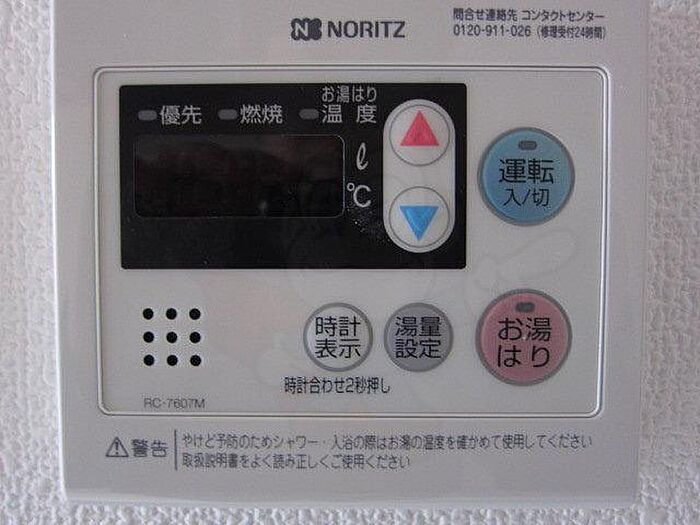 NORITZ
問合せ連絡先 コンタクトセンター
0120-911-026 (修理受付24時間)
お湯はり
優先 燃焼 温度
ℓ
℃
運転
入/切
時計
表示
湯量
設定
お湯
はり
時計合わせ2秒押し
RC-7607M
警告
やけど予防のためシャワー・入浴の際はお湯の温度を確かめて使用してください
取扱説明書をよく読み正しくご使用ください